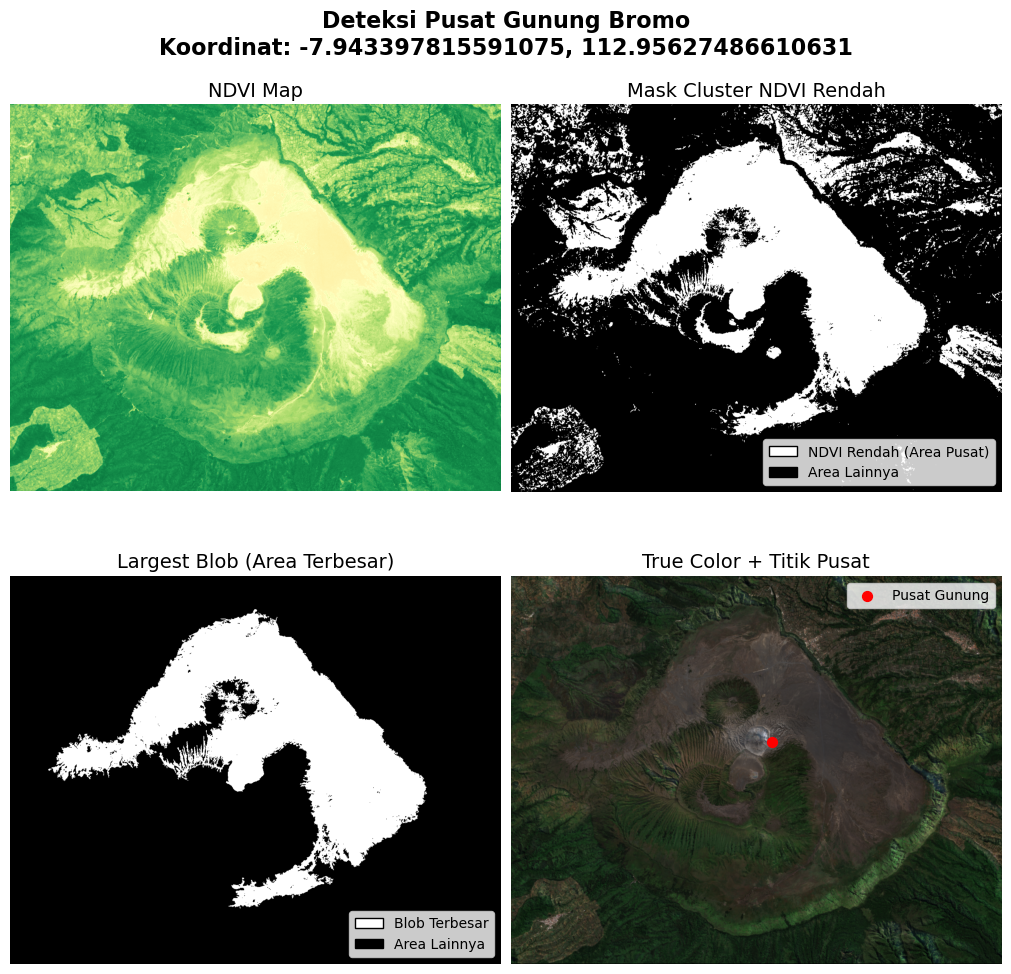 Deteksi Pusat Gunung Bromo
Koordinat: -7.943397815591075, 112.95627486610631
NDVI Map
Mask Cluster NDVI Rendah
NDVI Rendah (Area Pusat)
Area Lainnya
Largest Blob (Area Terbesar)
True Color + Titik Pusat
Pusat Gunung
Blob Terbesar
Area Lainnya